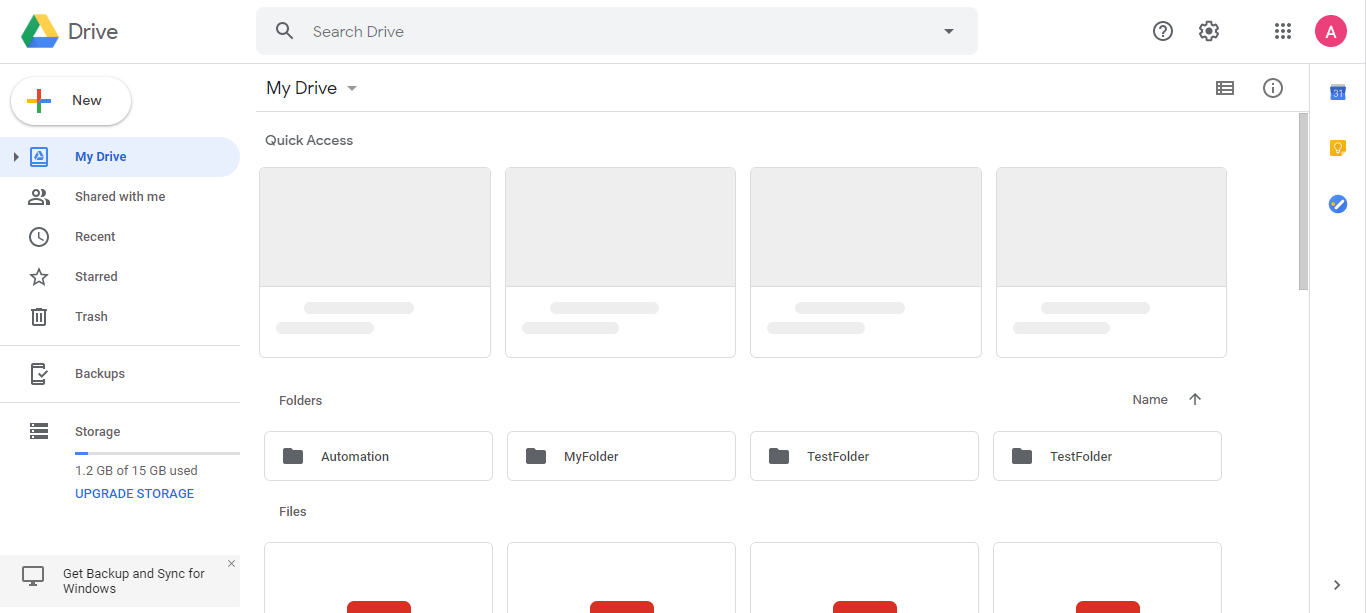 Drive
Search Drive
A
New
My Drive
31
Quick Access
My Drive
Shared with me
Recent
Starred
Trash
Backups
Folders
Name
Storage
Automation
MyFolder
TestFolder
TestFolder
1.2 GB of 15 GB used
UPGRADE STORAGE
Files
Get Backup and Sync for
Windows